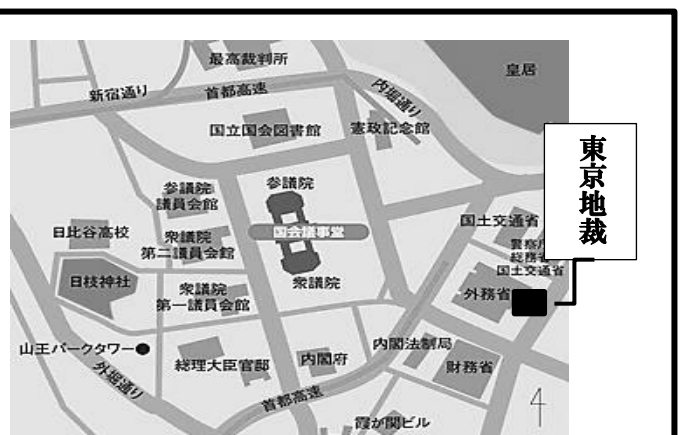 最高裁判所
皇居
新宿通り
首都高速
内堀通り
国立国会図書館
憲政記念館
東京地裁
参議院
議員会館
参議院
国土交通省
日比谷高校
衆議院
第二議員会館
国会議事堂
警察庁
総務省
国土交通省
日枝神社
衆議院
第一議員会館
衆議院
外務省
山王パークタワー
総理大臣官邸
内閣府
内閣法制局
財務省
外堀通り
首都高速
霞が関ビル